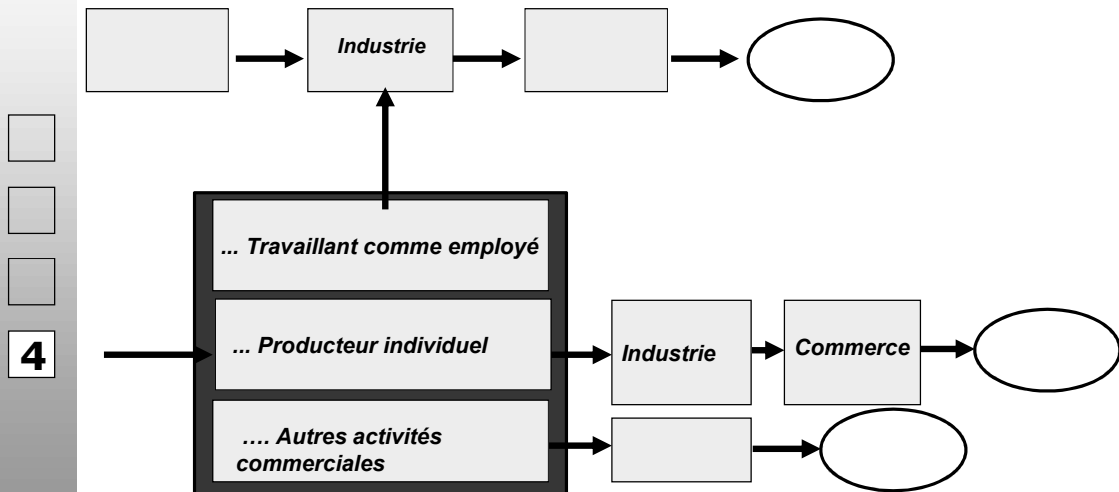 Industrie
... Travaillant comme employé
... Producteur individuel
Industrie
Commerce
.... Autres activités
commerciales
4